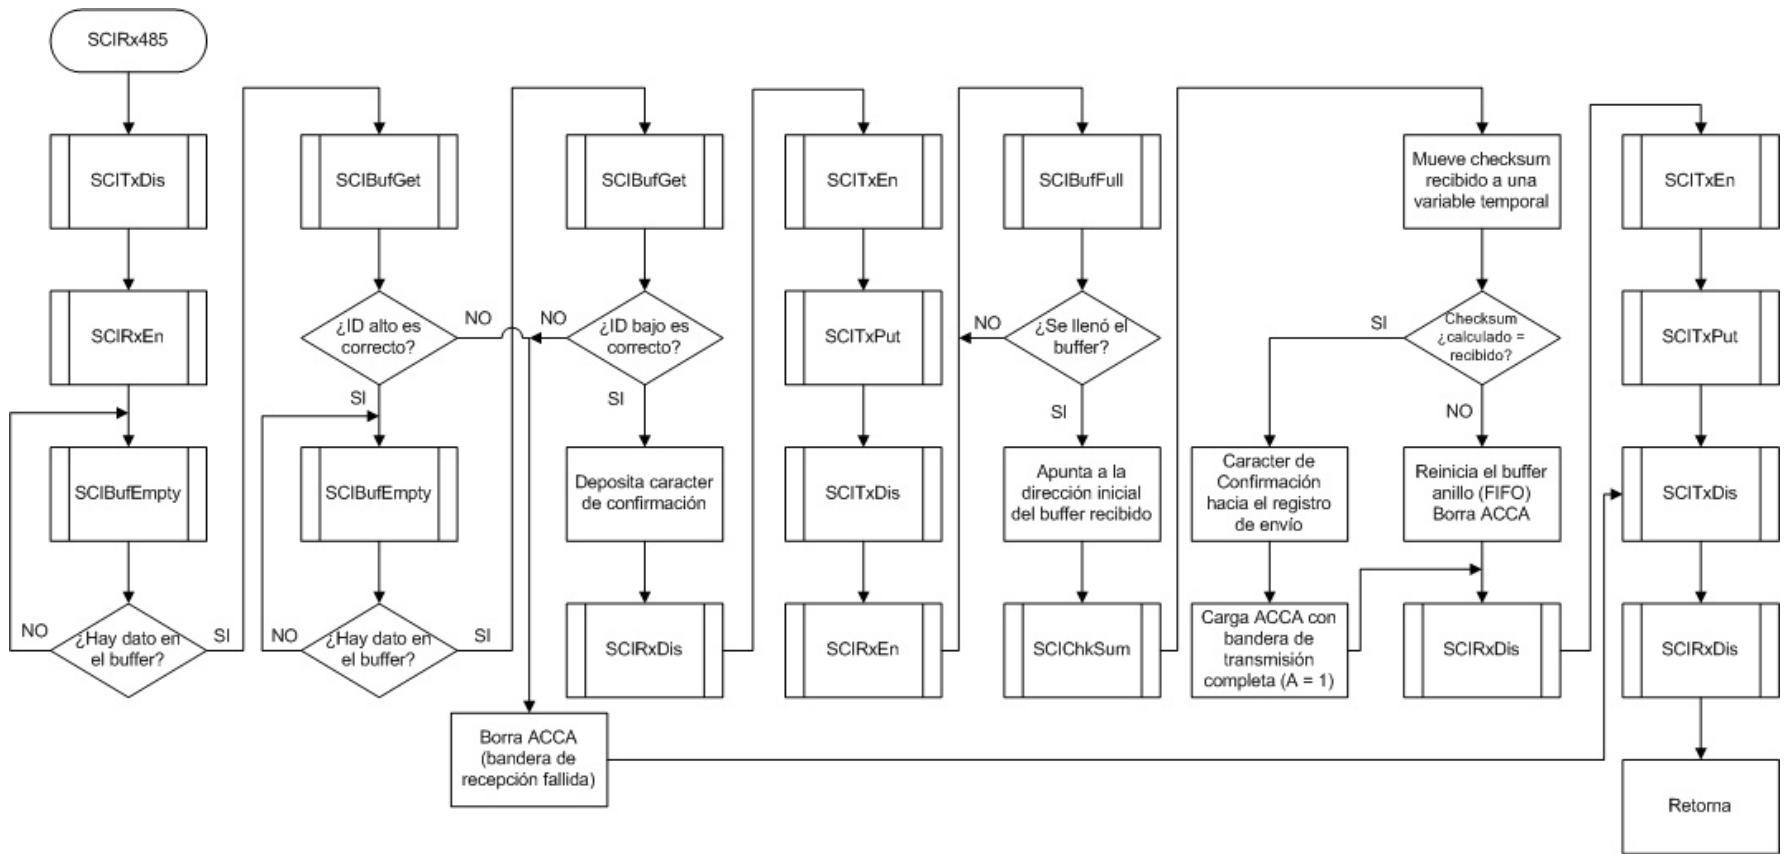 SCIRx485
SCITxDis
SCIRxEn
SCIBufEmpty
¿Hay dato en
el buffer?
NO
SI
SCIBufGet
¿ID alto es
correcto?
NO
SI
SCIBufEmpty
¿Hay dato en
el buffer?
NO
SI
SCIBufGet
¿ID bajo es
correcto?
NO
SI
Deposita caracter
de confirmación
SCIRxDis
Borra ACCA
(bandera de
recepción fallida)
SCITxEn
SCITxPut
SCITxDis
SCIRxEn
SCIBufFull
¿Se llenó el
buffer?
NO
SI
Apunta a la
dirección inicial
del buffer recibido
SCIChkSum
Mueve checksum
recibido a una
variable temporal
Checksum
¿calculado =
recibido?
SI
NO
Caracter de
Confirmación
hacia el registro
de envío
Carga ACCA con
bandera de
transmisión
completa (A = 1)
Reinicia el buffer
anillo (FIFO)
Borra ACCA
SCIRxDis
SCITxEn
SCITxPut
SCITxDis
SCIRxDis
Retorna